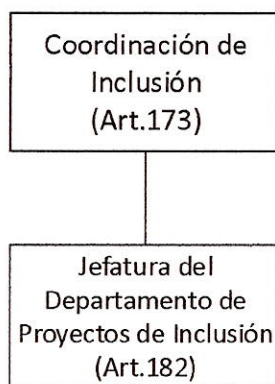 Coordinación de
Inclusión
(Art.173)
Jefatura del
Departamento de
Proyectos de Inclusión
(Art.182)